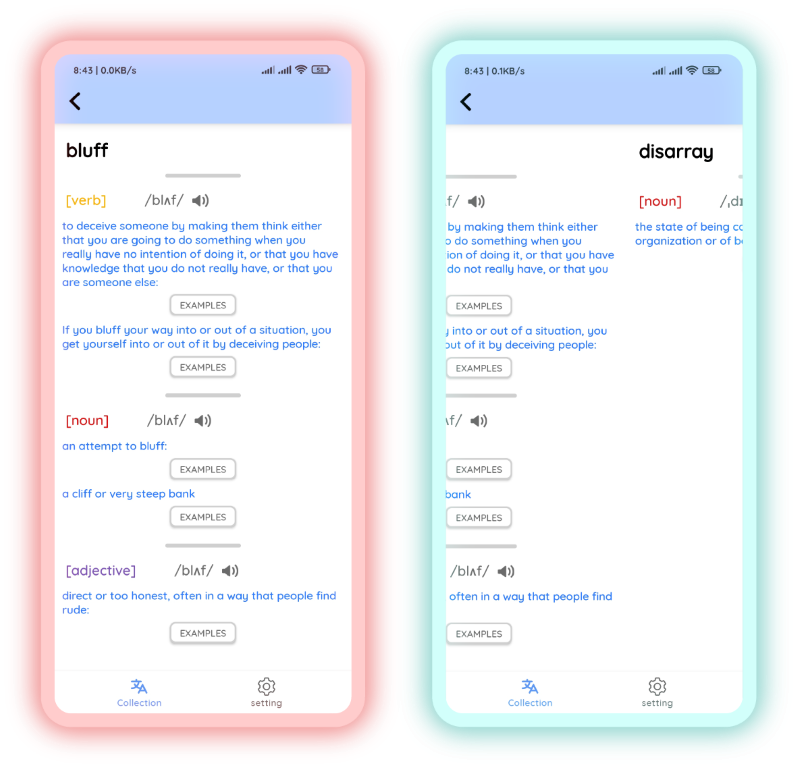 8:43 | 0.0KB/s
58
bluff
[verb] /blʌf/
to deceive someone by making them think either
that you are going to do something when you
really have no intention of doing it, or that you have
knowledge that you do not really have, or that you
are someone else:
EXAMPLES
If you bluff your way into or out of a situation, you
get yourself into or out of it by deceiving people:
EXAMPLES
[noun] /blʌf/
an attempt to bluff:
EXAMPLES
a cliff or very steep bank
EXAMPLES
[adjective] /blʌf/
direct or too honest, often in a way that people find
rude:
EXAMPLES
Collection
setting
8:43 | 0.1KB/s
58
disarray
f/
by making them think either
o do something when you
ion of doing it, or that you have
do not really have, or that you
EXAMPLES
into or out of a situation, you
out of it by deceiving people:
EXAMPLES
ʌf/
EXAMPLES
bank
EXAMPLES
/blʌf/
often in a way that people find
EXAMPLES
[noun] /ˌdɪ
the state of being co
organization or of be
Collection
setting